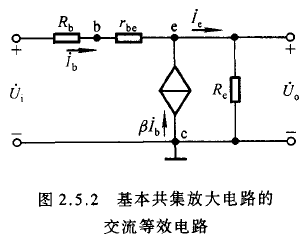 R_b b r_be e İ_e
+ İ_b +
U̇_i R_e U̇_o
βİ_b c
− −
图 2.5.2 基本共集放大电路的
交流等效电路